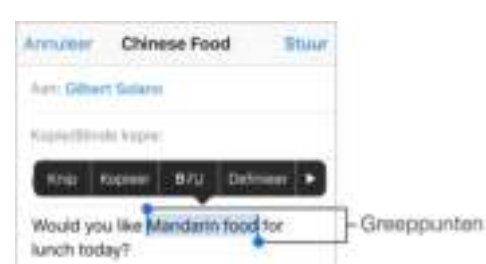 Annuleer Chinese Food Stuur
Aan: Gilbert Solano
Kopie/Blinde kopie:
Knip Kopieer B/U Definieer
Would you like Mandarin food for
lunch today?
Greeppunten